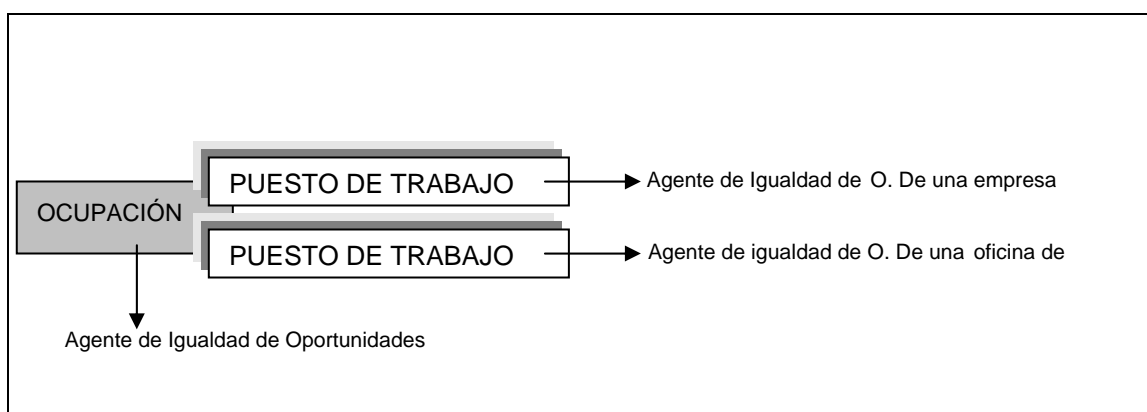 PUESTO DE TRABAJO
Agente de Igualdad de O. De una empresa
OCUPACIÓN
PUESTO DE TRABAJO
Agente de igualdad de O. De una oficina de
Agente de Igualdad de Oportunidades